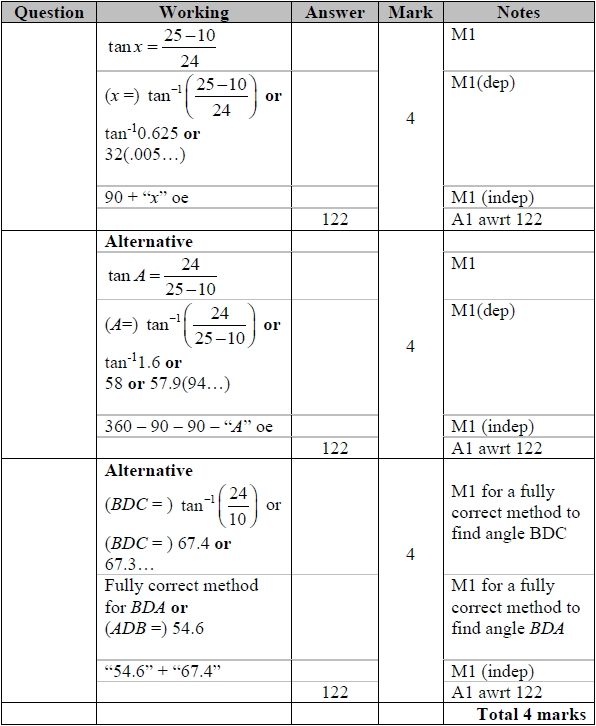 Question Working Answer Mark Notes
tan x = (25–10)/24 M1
(x =) tan⁻¹((25–10)/24) or M1(dep)
tan⁻¹0.625 or
32(.005…)
4
90 + “x” oe M1 (indep)
122 A1 awrt 122
Alternative
tan A = 24/(25–10) M1
(A=) tan⁻¹(24/(25–10)) or M1(dep)
tan⁻¹1.6 or
58 or 57.9(94…)
4
360 – 90 – 90 – “A” oe M1 (indep)
122 A1 awrt 122
Alternative
(BDC = ) tan⁻¹(24/10) or
(BDC = ) 67.4 or
67.3…
M1 for a fully
correct method to
find angle BDC
4
Fully correct method
for BDA or
(ADB =) 54.6
M1 for a fully
correct method to
find angle BDA
“54.6” + “67.4” M1 (indep)
122 A1 awrt 122
Total 4 marks